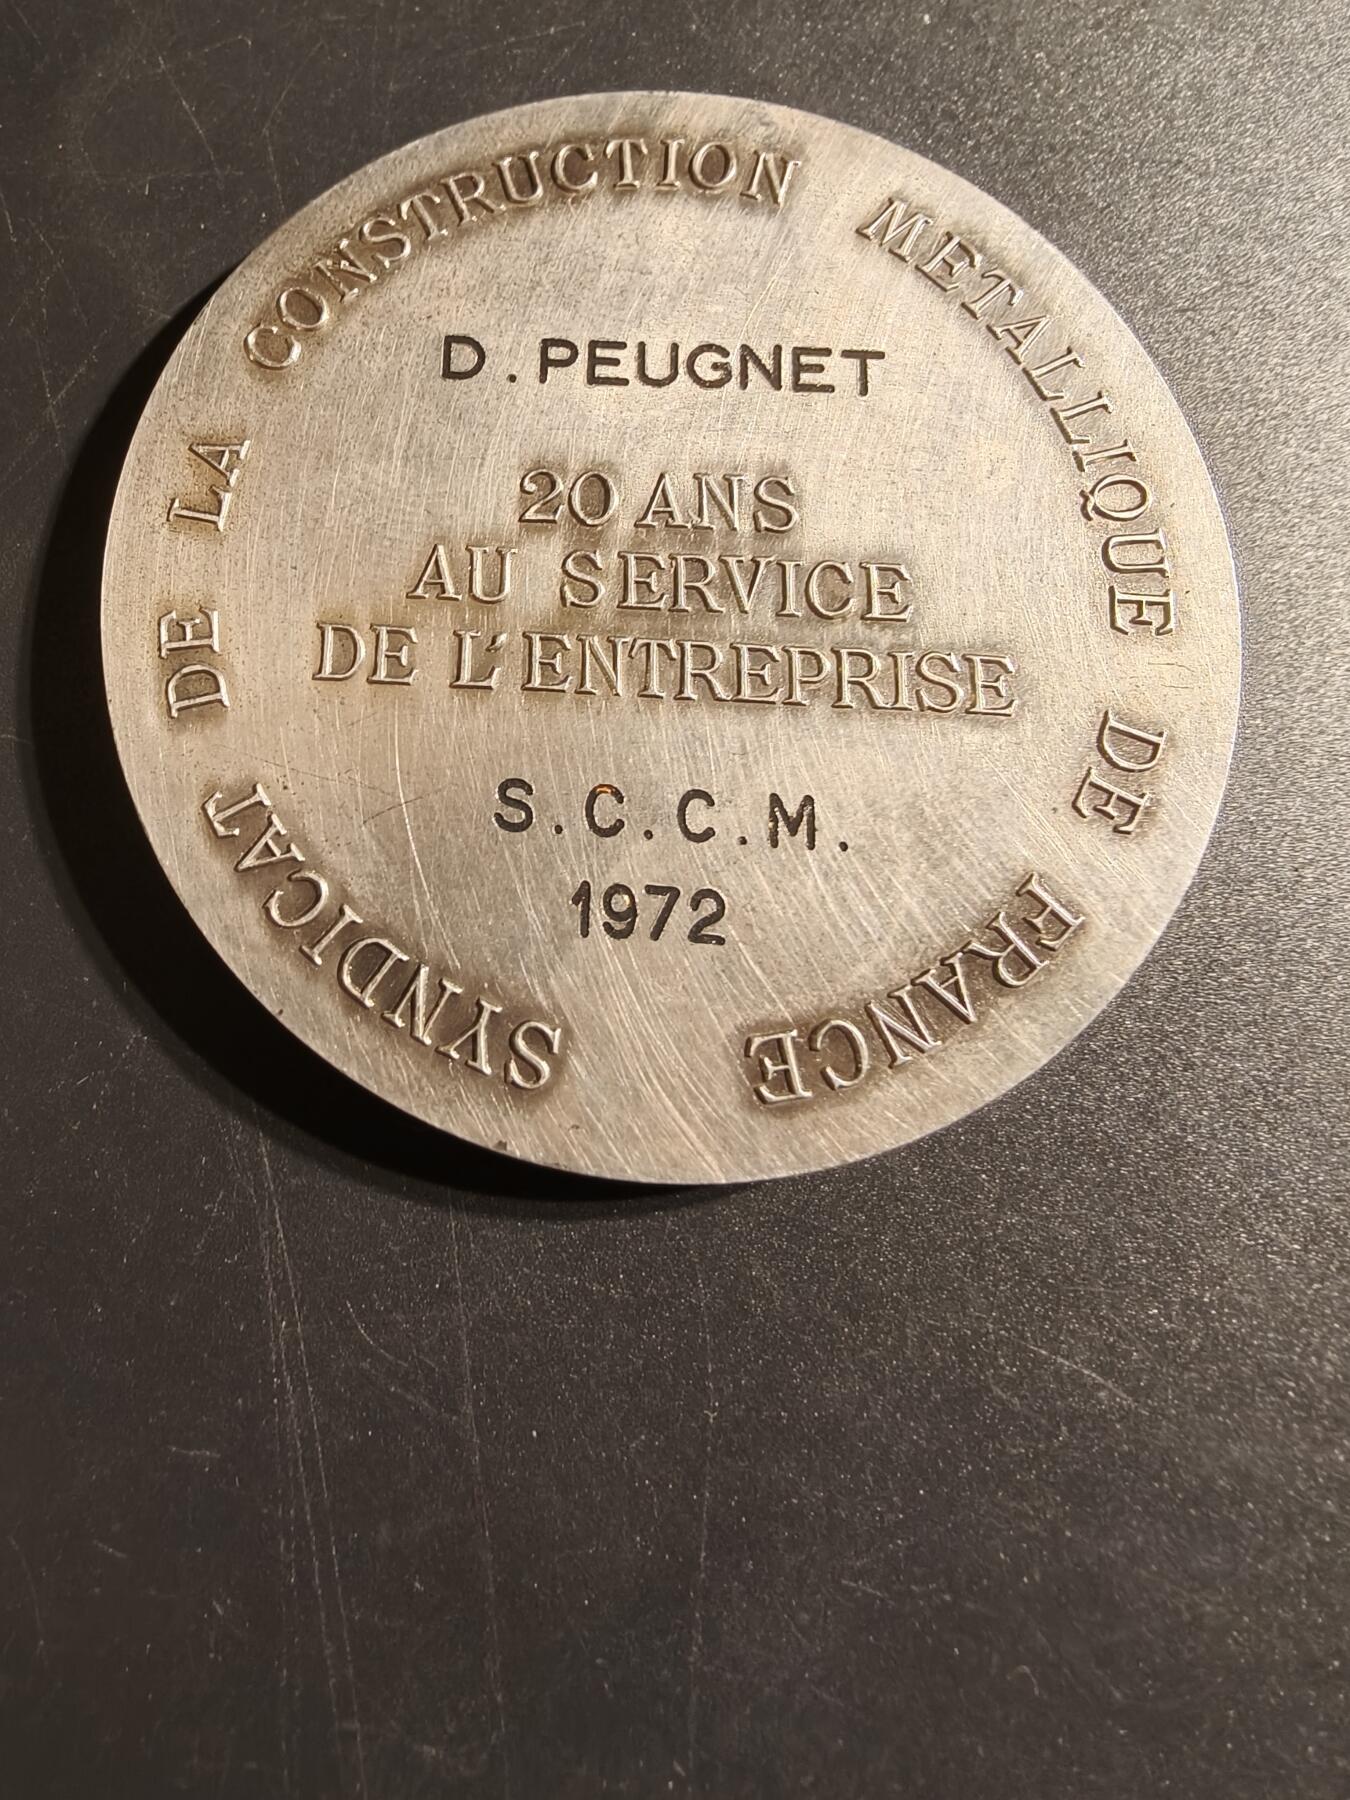 SYNDICAT DE LA CONSTRUCTION METALLIQUE DE FRANCE
D. PEUGNET
20 ANS
AU SERVICE
DE L'ENTREPRISE
S.C.C.M.
1972